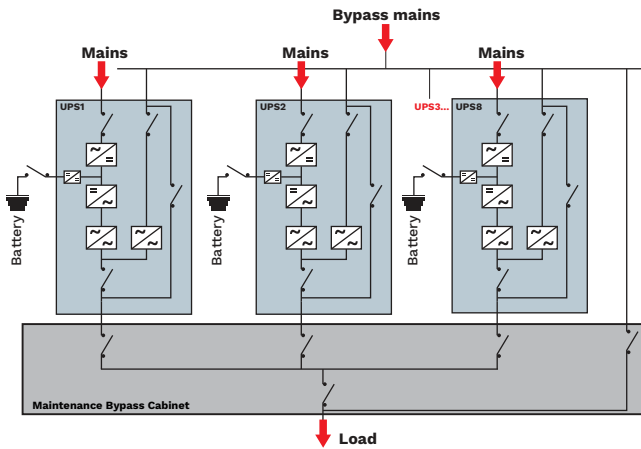 Bypass mains
Mains
Mains
Mains
UPS1
UPS2
UPS3...
UPS8
Battery
Battery
Battery
Maintenance Bypass Cabinet
Load